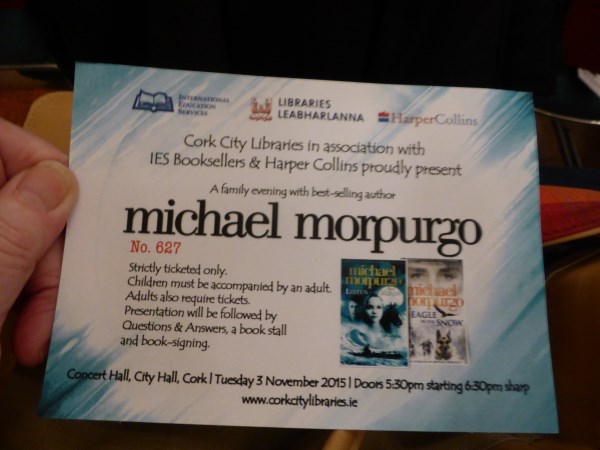 INTERNATIONAL
EDUCATION
SERVICES
LIBRARIES
LEABHARLANNA
HarperCollins
Cork City Libraries in association with
IES Booksellers & Harper Collins proudly present
A family evening with best-selling author
michael morpurgo
No. 627
Strictly ticketed only.
Children must be accompanied by an adult.
Adults also require tickets.
Presentation will be followed by
Questions & Answers, a book stall
and book-signing.
michael
morpurgo
michael
morpurgo
EAGLE
IN THE
SNOW
Concert Hall, City Hall, Cork | Tuesday 3 November 2015 | Doors 5:30pm starting 6:30pm sharp
www.corkcitylibraries.ie